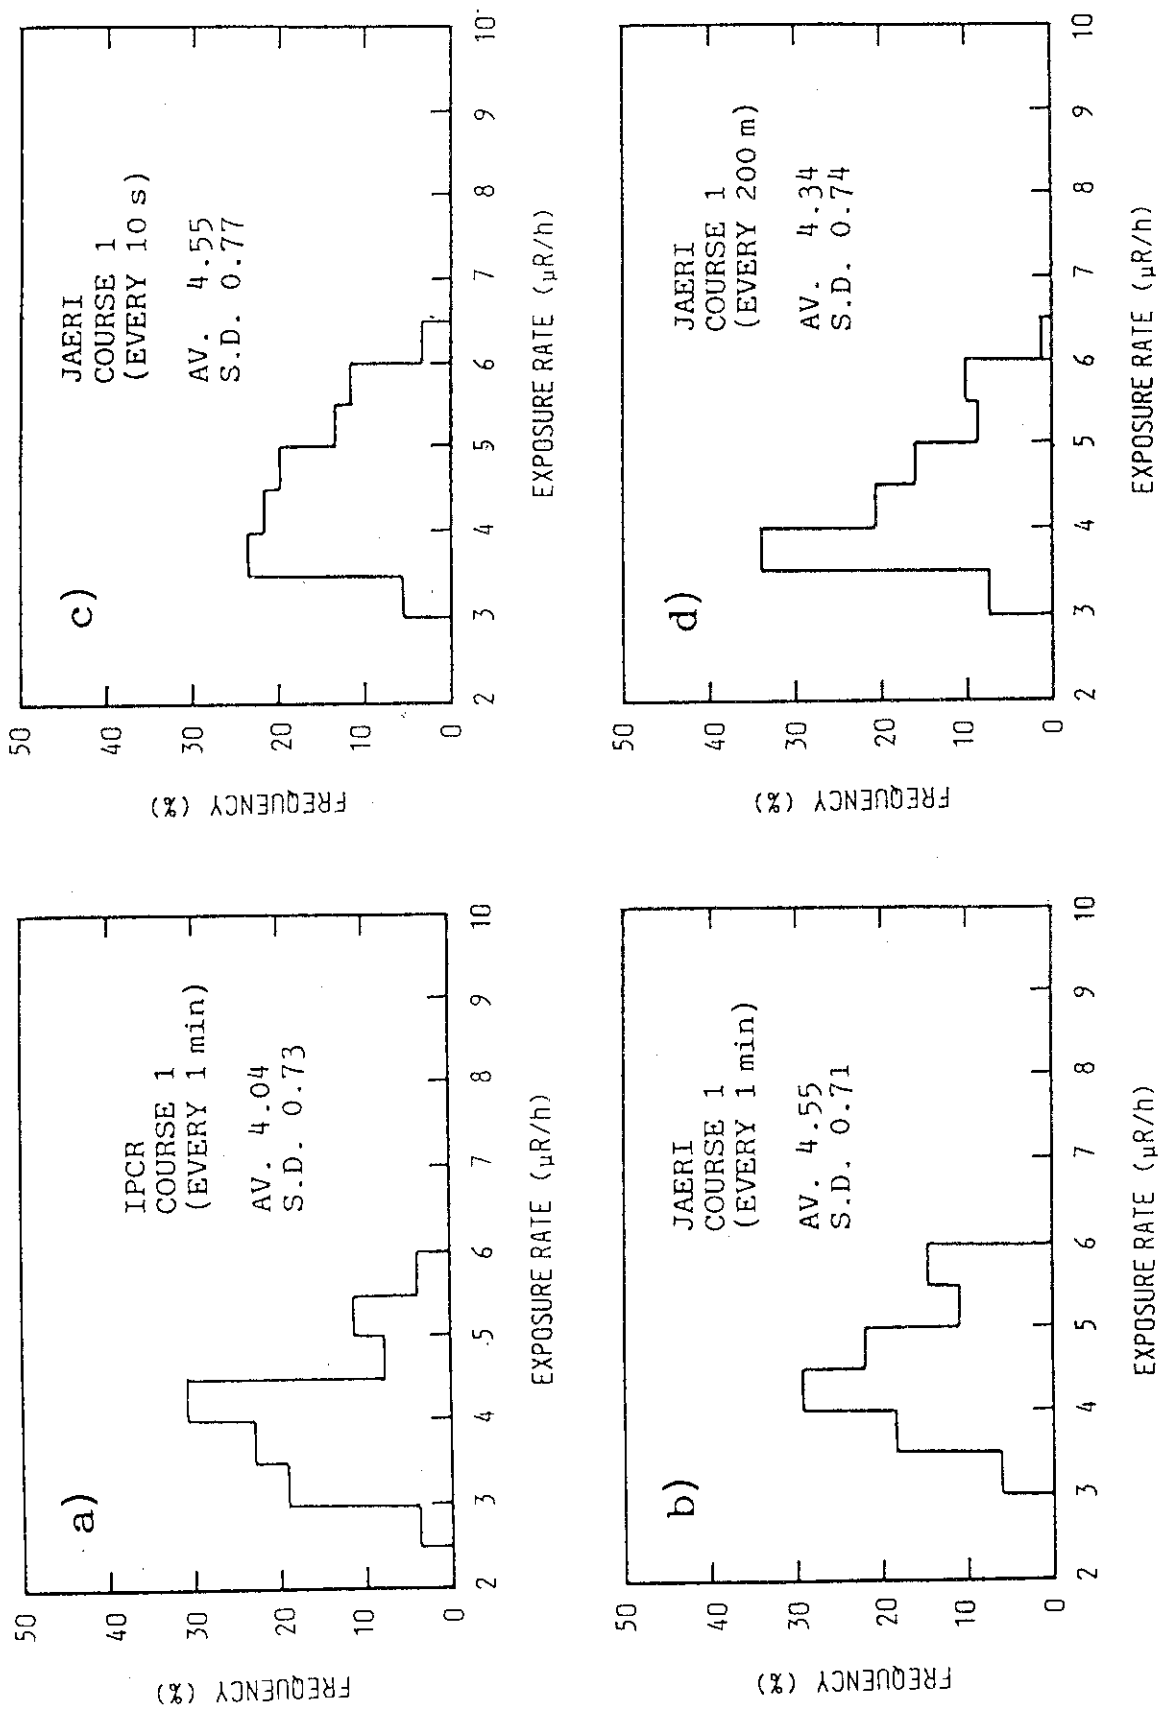 a)
IPCR
COURSE 1
(EVERY 1 min)
AV. 4.04
S.D. 0.73
FREQUENCY (%)
50
40
30
20
10
0
2
3
4
5
6
7
8
9
10
EXPOSURE RATE (µR/h)
b)
JAERI
COURSE 1
(EVERY 1 min)
AV. 4.55
S.D. 0.71
FREQUENCY (%)
50
40
30
20
10
0
2
3
4
5
6
7
8
9
10
EXPOSURE RATE (µR/h)
c)
JAERI
COURSE 1
(EVERY 10 s)
AV. 4.55
S.D. 0.77
FREQUENCY (%)
50
40
30
20
10
0
2
3
4
5
6
7
8
9
10
EXPOSURE RATE (µR/h)
d)
JAERI
COURSE 1
(EVERY 200 m)
AV. 4.34
S.D. 0.74
FREQUENCY (%)
50
40
30
20
10
0
2
3
4
5
6
7
8
9
10
EXPOSURE RATE (µR/h)